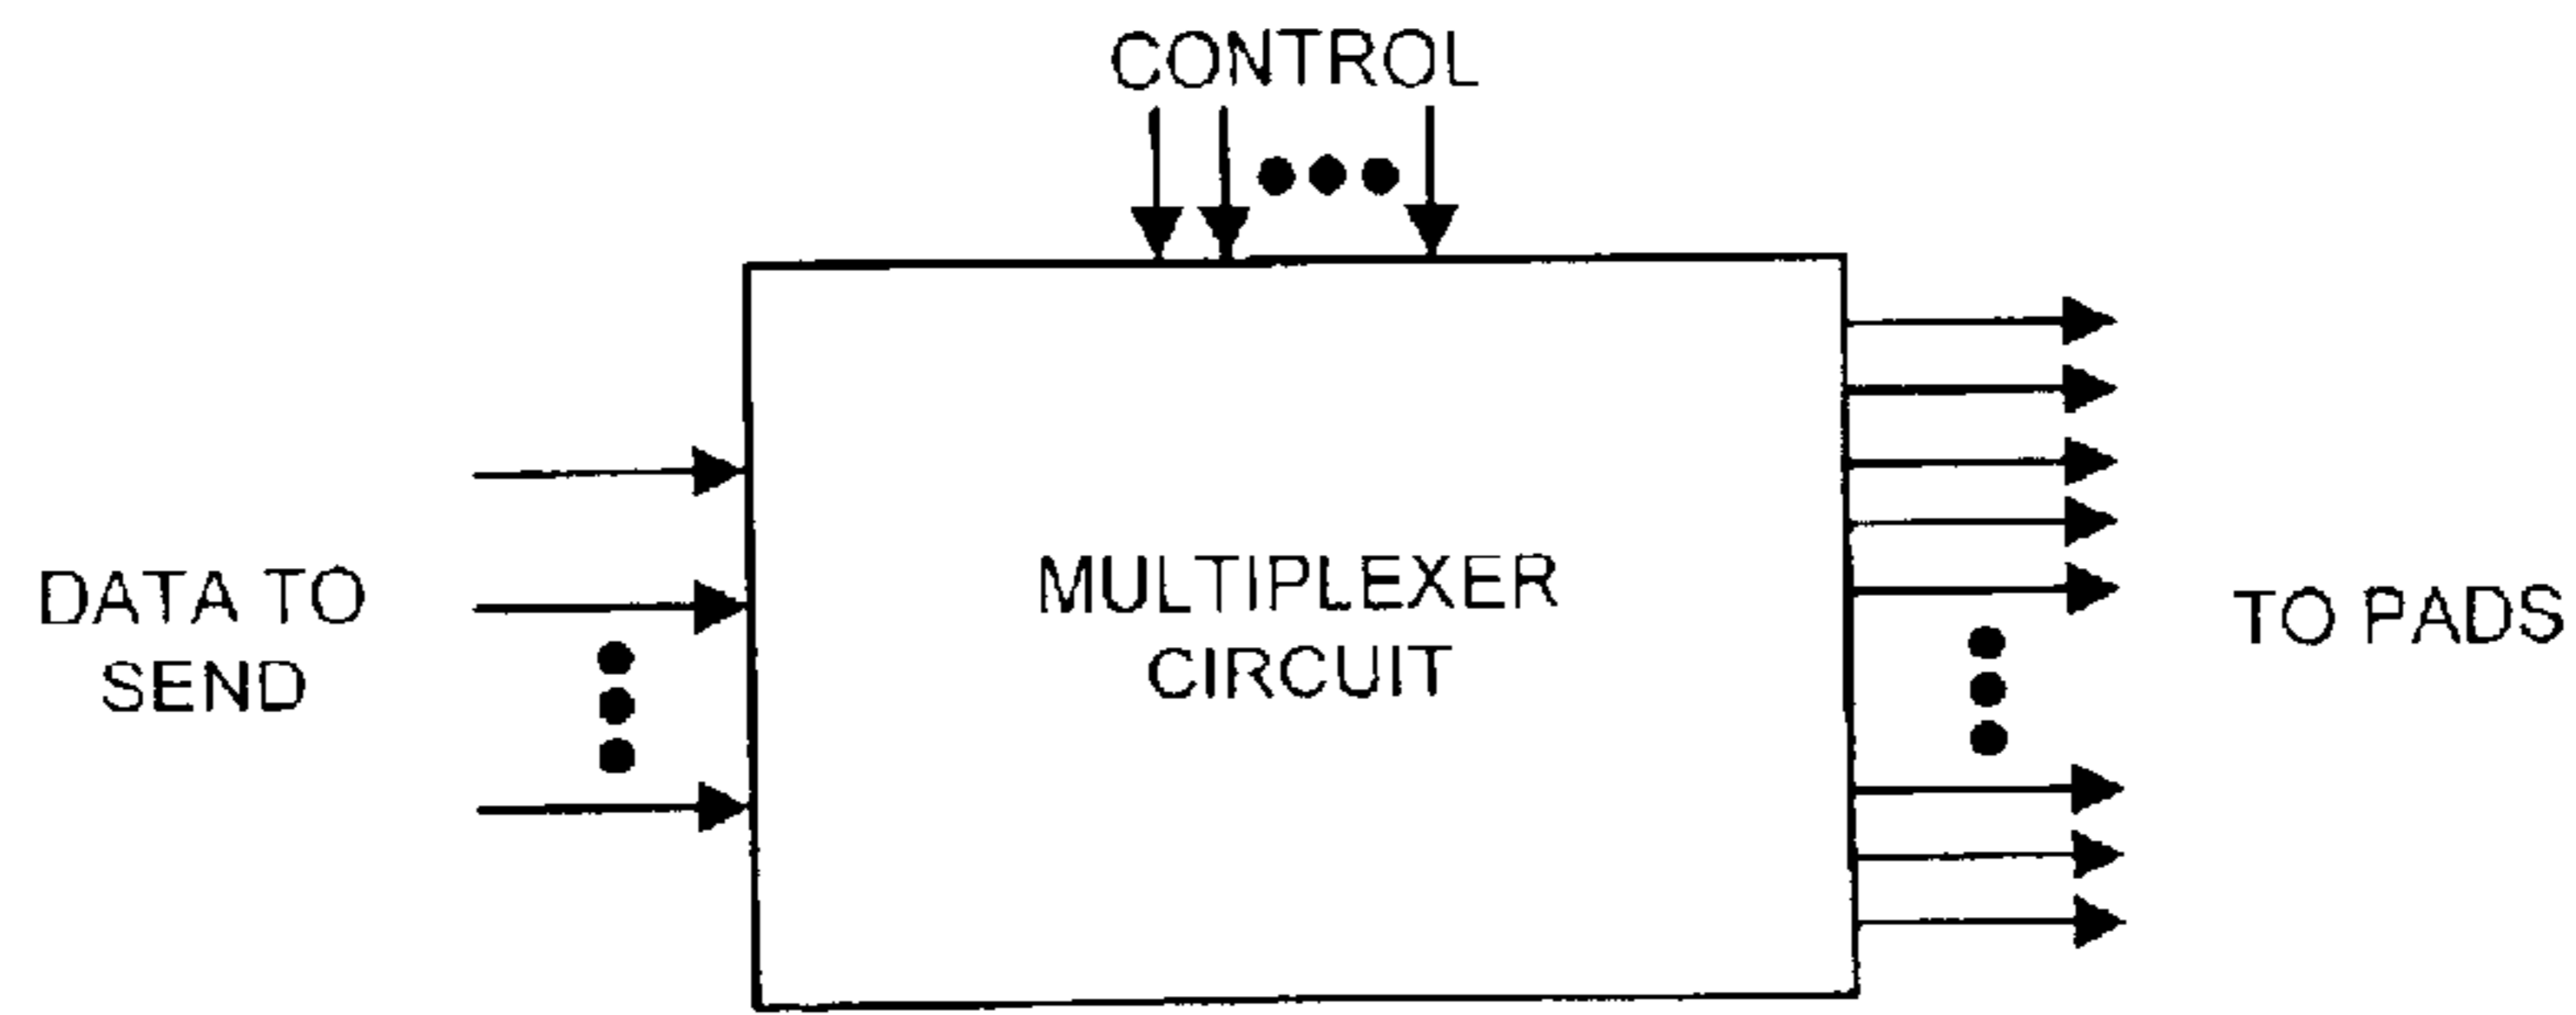 CONTROL
DATA TO
SEND
MULTIPLEXER
CIRCUIT
TO PADS